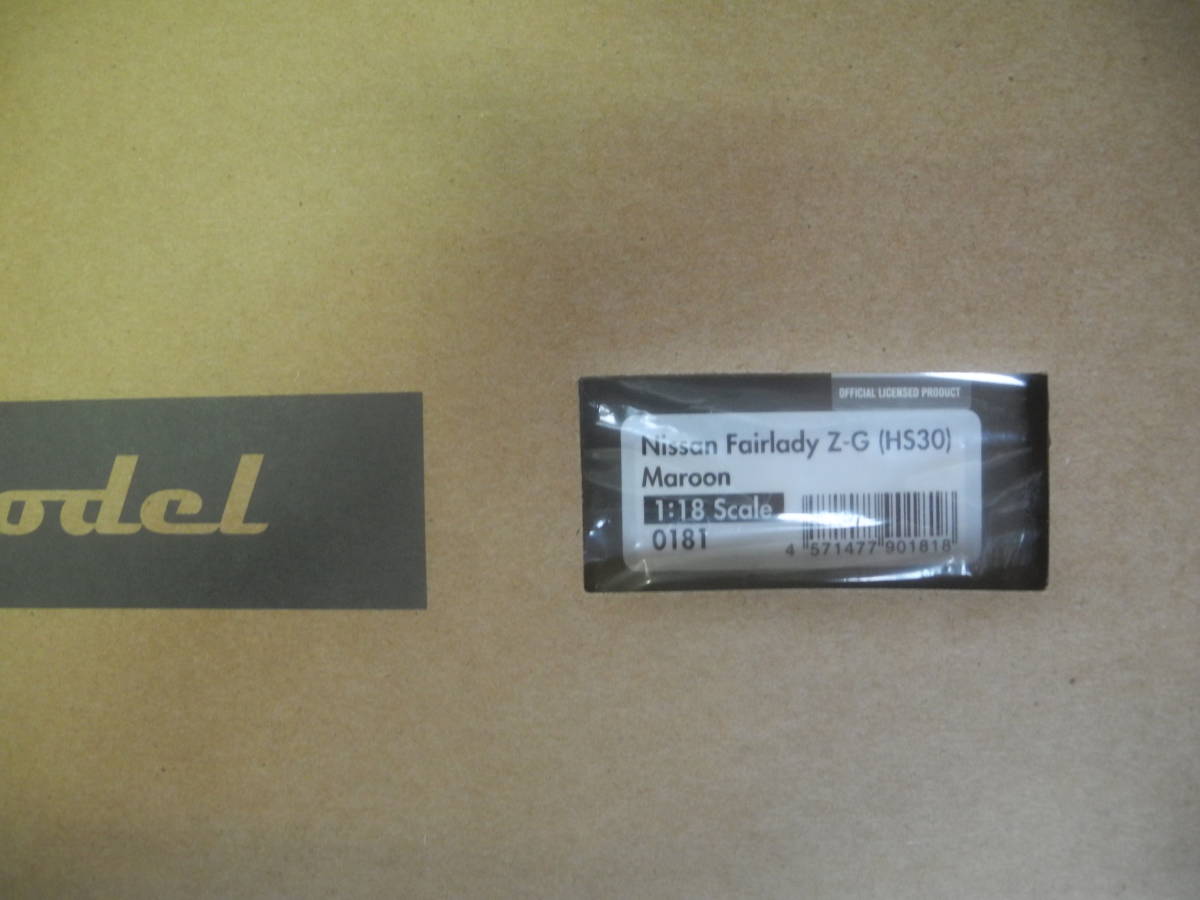 odel
OFFICIAL LICENSED PRODUCT
Nissan Fairlady Z-G (HS30)
Maroon
1:18 Scale
0181
4 571477 901818